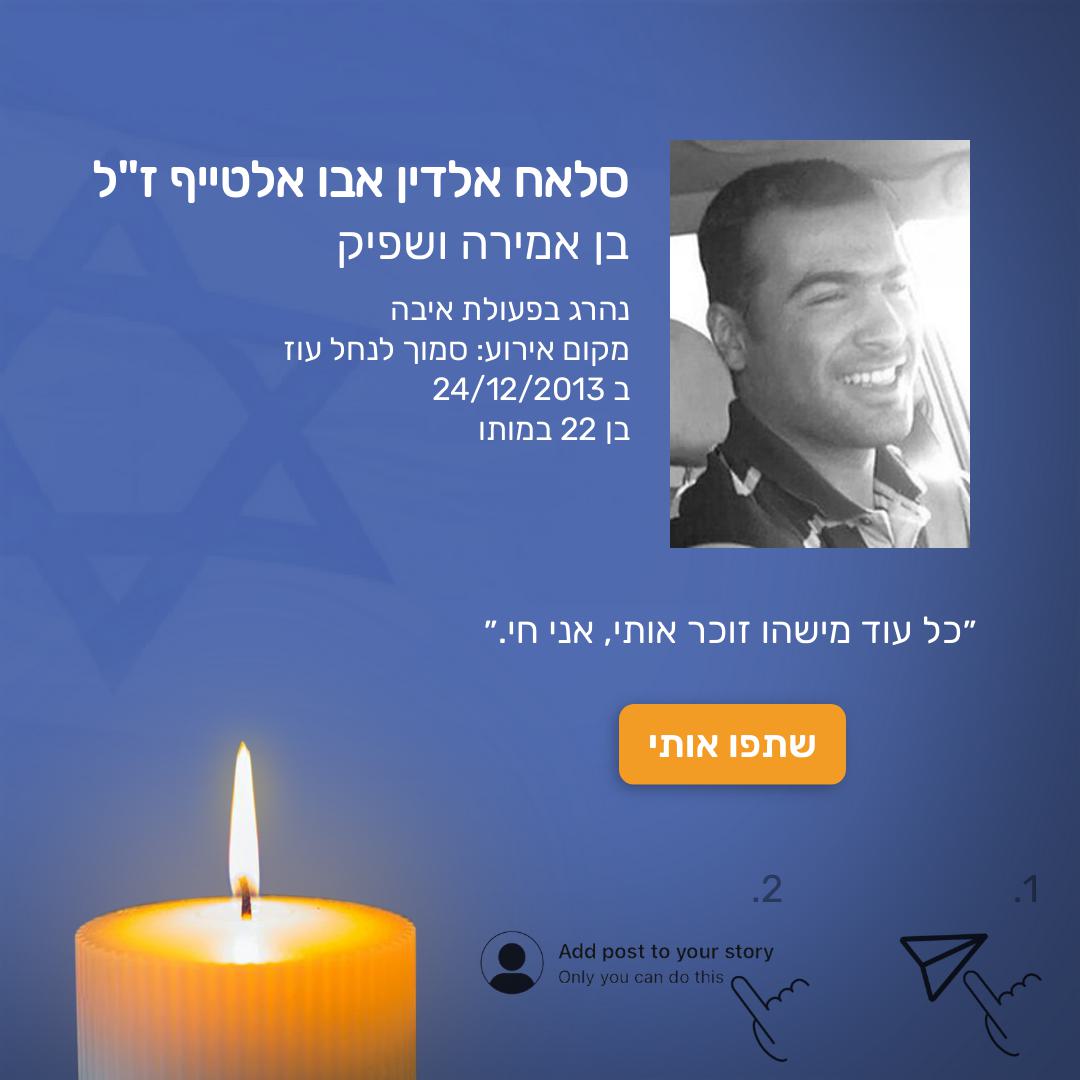 סלאח אלדין אבו אלטייף ז"ל
בן אמירה ושפיק
נהרג בפעולת איבה
מקום אירוע: סמוך לנחל עוז
ב 24/12/2013
בן 22 במותו
״כל עוד מישהו זוכר אותי, אני חי.״
שתפו אותי
.1
.2
Add post to your story
Only you can do this